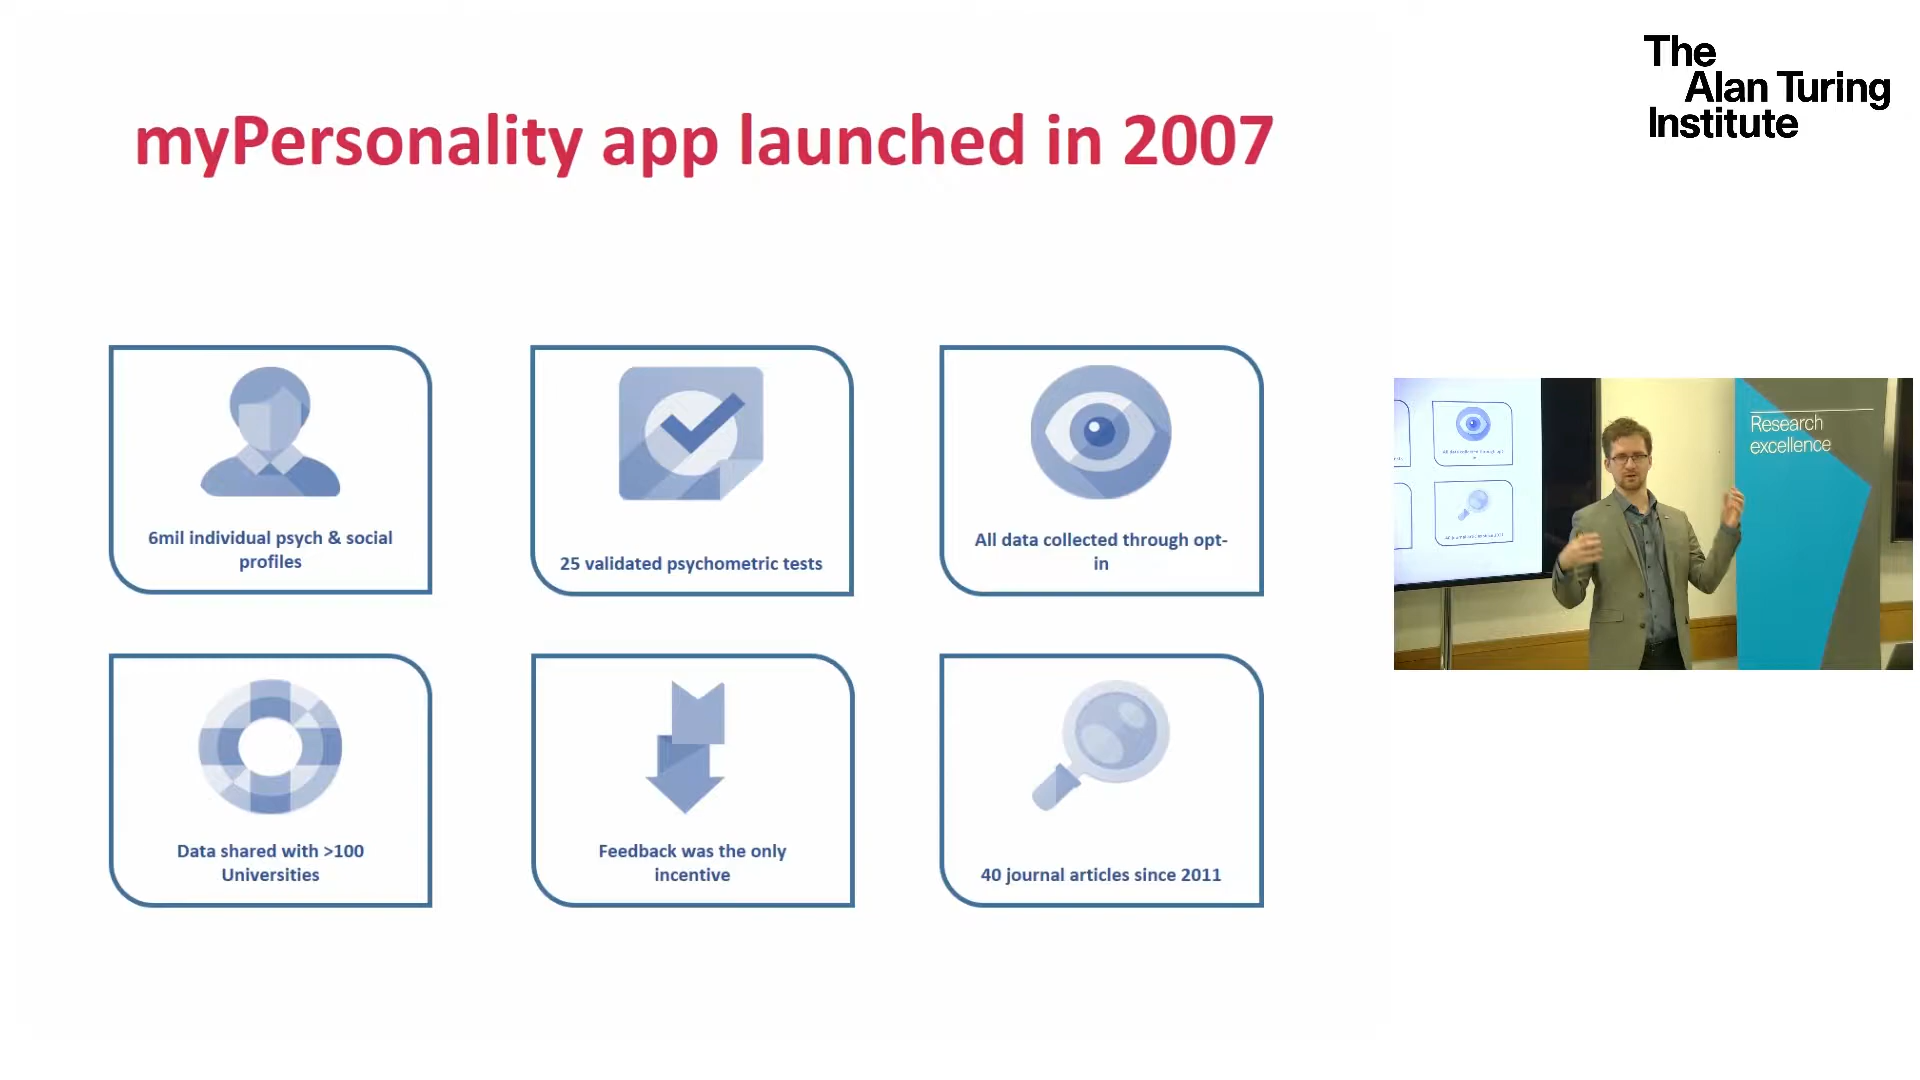 The
Alan Turing
Institute
myPersonality app launched in 2007
6mil individual psych & social
profiles
25 validated psychometric tests
All data collected through opt-
in
Data shared with >100
Universities
Feedback was the only
incentive
40 journal articles since 2011
Research
excellence